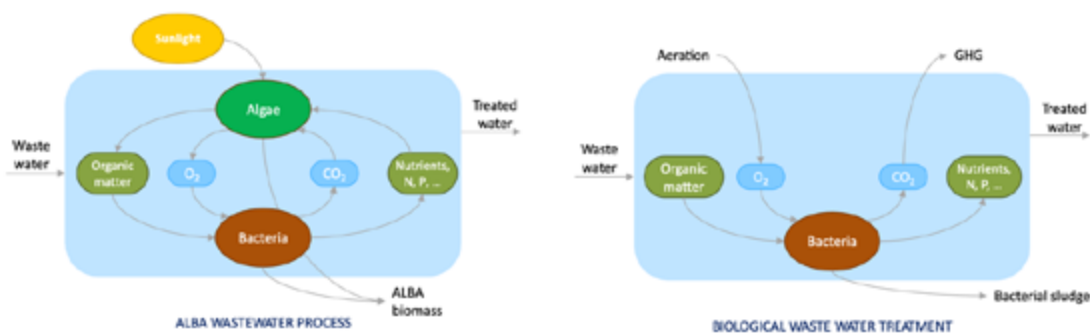 Sunlight
Algae
Treated
water
Waste
water
Organic
matter
O2
CO2
Nutrients,
N, P, ...
Bacteria
ALBA
biomass
ALBA WASTEWATER PROCESS
Aeration
GHG
Treated
water
Waste
water
Organic
matter
O2
CO2
Nutrients,
N, P, ...
Bacteria
Bacterial sludge
BIOLOGICAL WASTE WATER TREATMENT